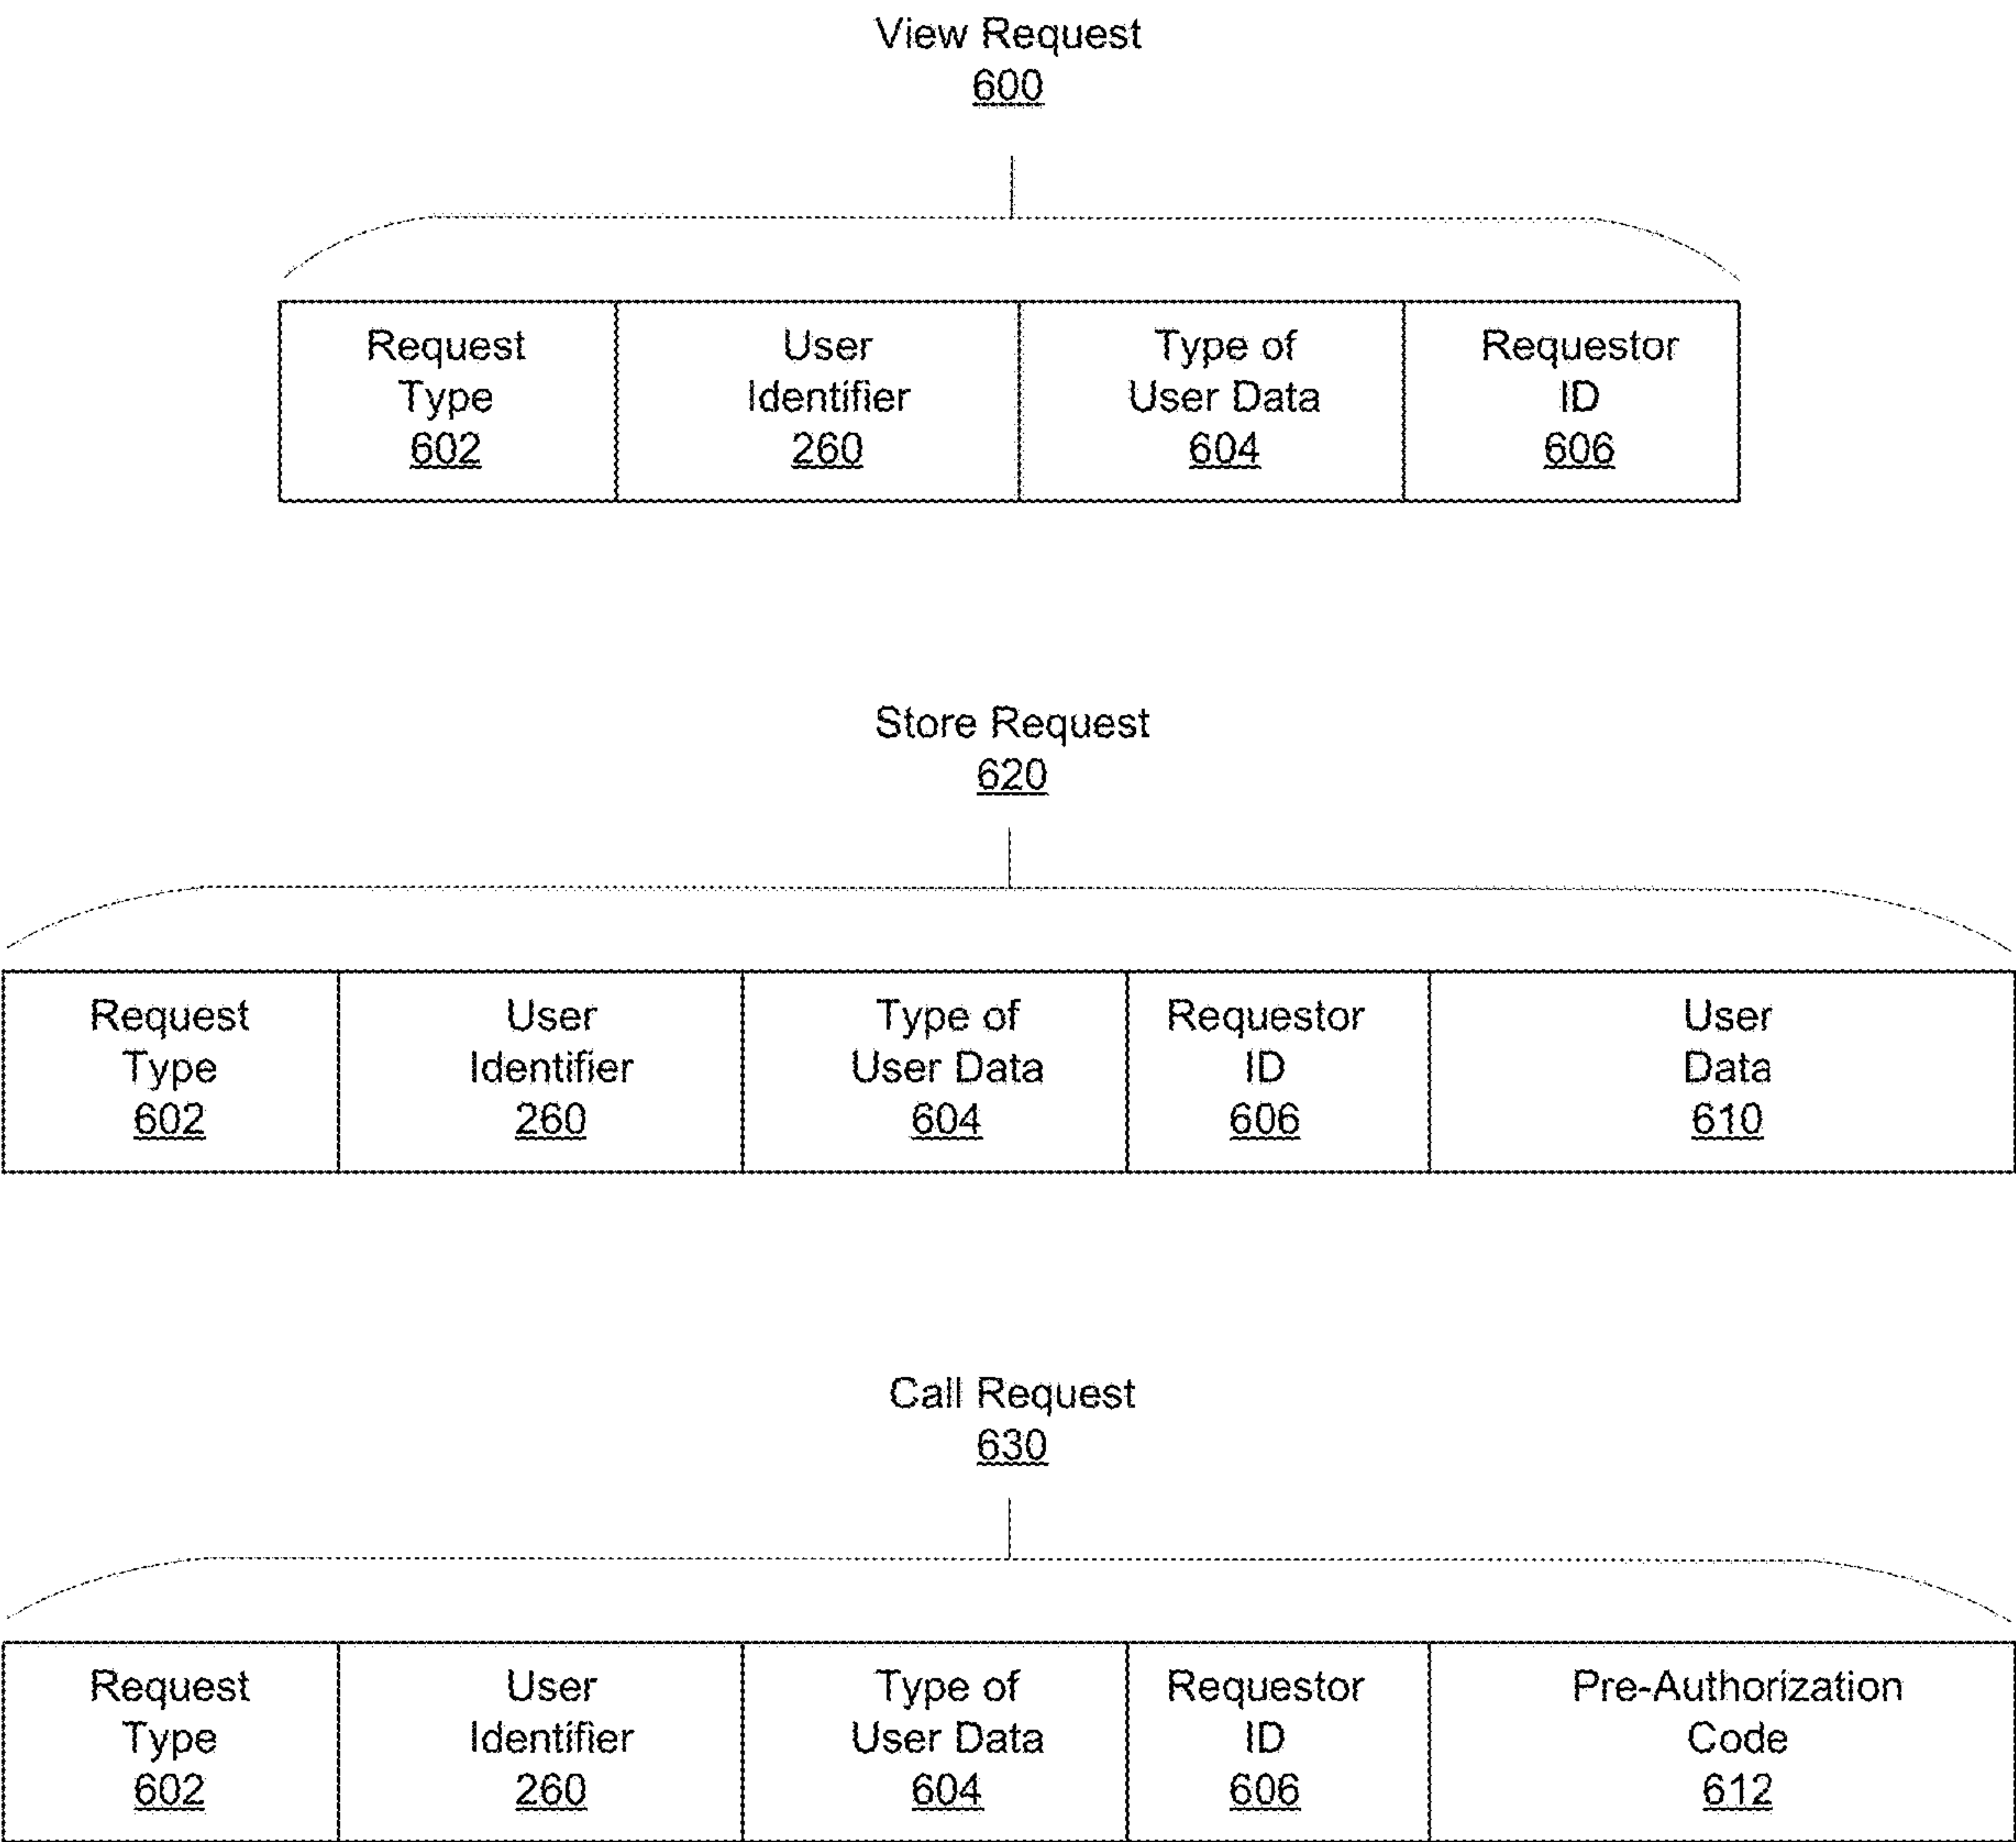 View Request
600
Request Type 602
User Identifier 260
Type of User Data 604
Requestor ID 606
Store Request
620
Request Type 602
User Identifier 260
Type of User Data 604
Requestor ID 606
User Data 610
Call Request
630
Request Type 602
User Identifier 260
Type of User Data 604
Requestor ID 606
Pre-Authorization Code 612